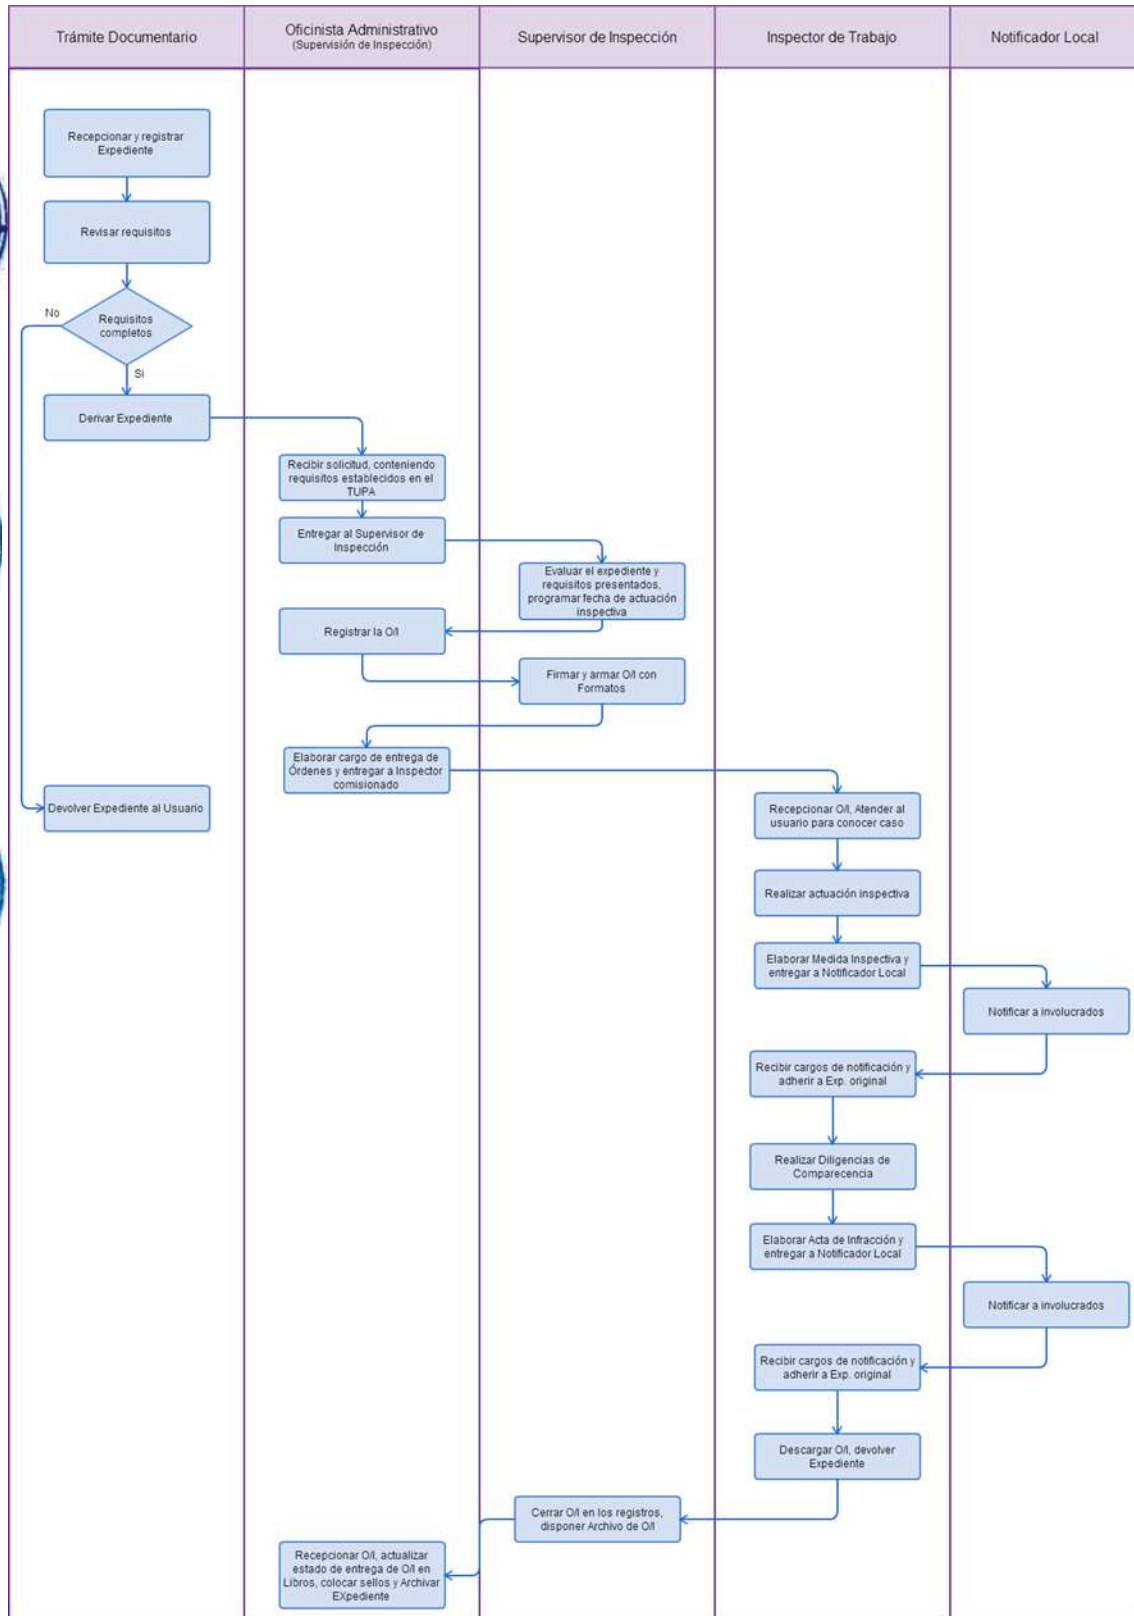 Trámite Documentario
Oficinista Administrativo
(Supervisión de Inspección)
Supervisor de Inspección
Inspector de Trabajo
Notificador Local
Recepcionar y registrar
Expediente
Revisar requisitos
No
Requisitos
completos
Si
Derivar Expediente
Recibir solicitud, conteniendo
requisitos establecidos en el
TUPA
Entregar al Supervisor de
Inspección
Evaluar el expediente y
requisitos presentados,
programar fecha de actuación
inspectiva
Registrar la O/I
Firmar y armar O/I con
Formatos
Elaborar cargo de entrega de
Órdenes y entregar a Inspector
comisionado
Devolver Expediente al Usuario
Recepcionar O/I, Atender al
usuario para conocer caso
Realizar actuación inspectiva
Elaborar Medida Inspectiva y
entregar a Notificador Local
Notificar a involucrados
Recibir cargos de notificación y
adherir a Exp. original
Realizar Diligencias de
Comparecencia
Elaborar Acta de Infracción y
entregar a Notificador Local
Notificar a involucrados
Recibir cargos de notificación y
adherir a Exp. original
Descargar O/I, devolver
Expediente
Cerrar O/I en los registros,
disponer Archivo de O/I
Recepcionar O/I, actualizar
estado de entrega de O/I en
Libros, colocar sellos y Archivar
EXpediente